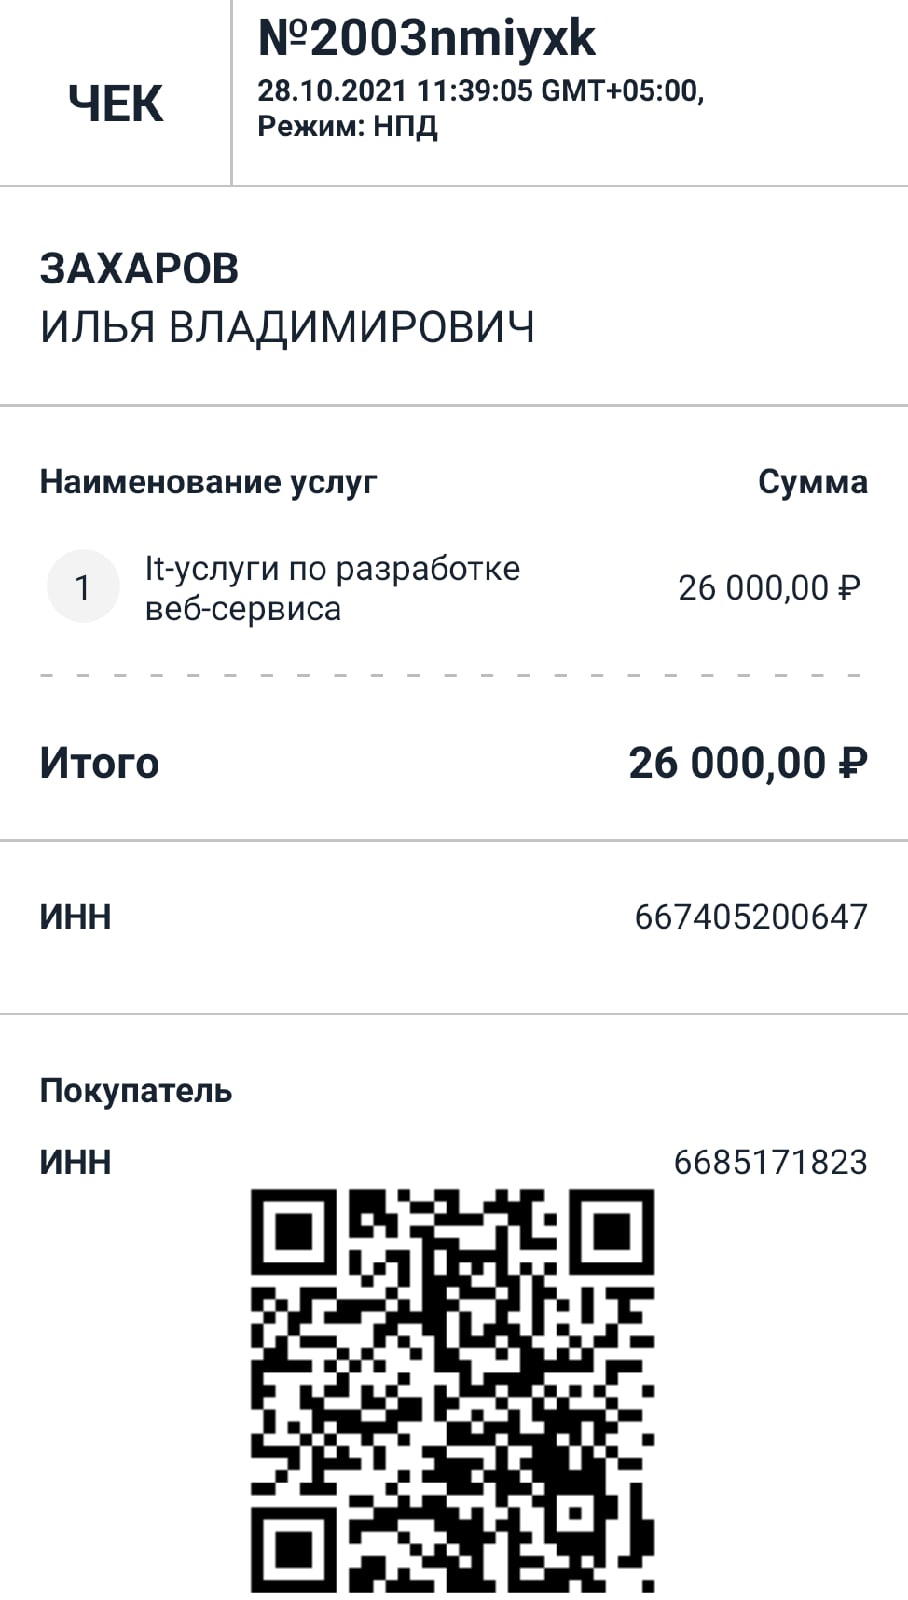 ЧЕК
№2003nmiyxk
28.10.2021 11:39:05 GMT+05:00,
Режим: НПД
ЗАХАРОВ
ИЛЬЯ ВЛАДИМИРОВИЧ
Наименование услуг Сумма
1 It-услуги по разработке
веб-сервиса 26 000,00 ₽
Итого 26 000,00 ₽
ИНН 667405200647
Покупатель
ИНН 6685171823